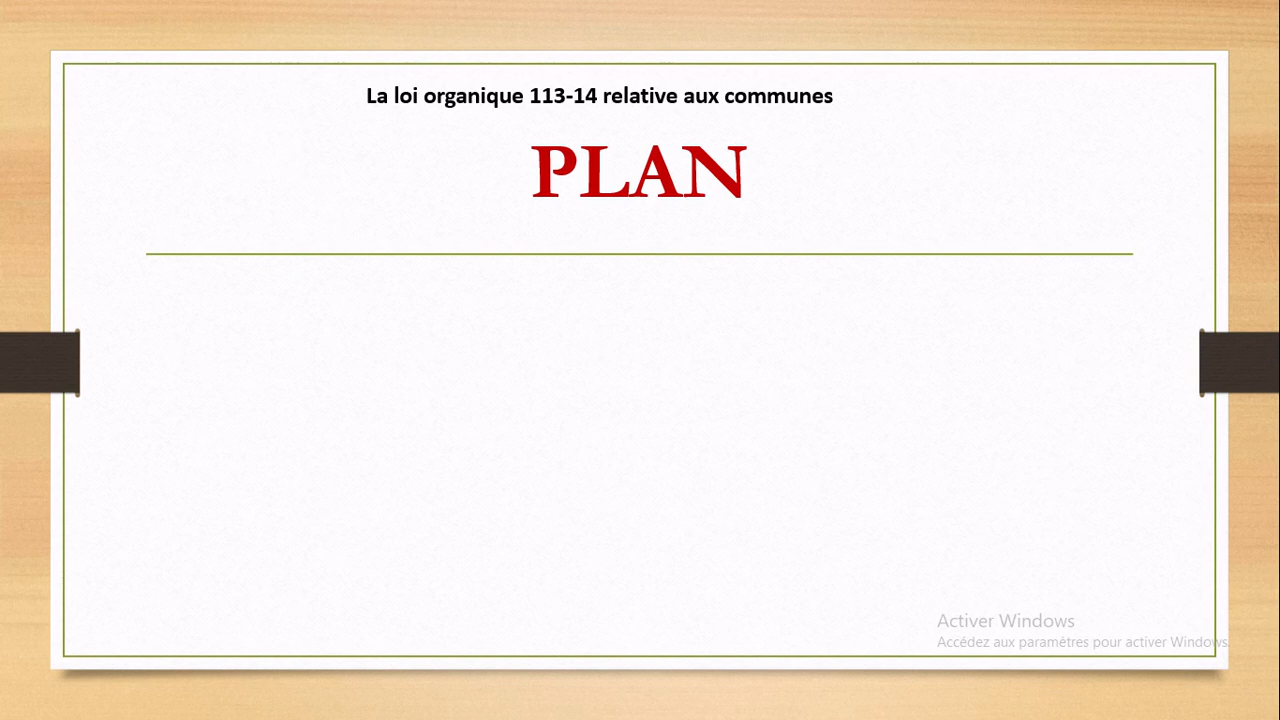 La loi organique 113-14 relative aux communes
PLAN
Activer Windows
Accédez aux paramètres pour activer Windows.